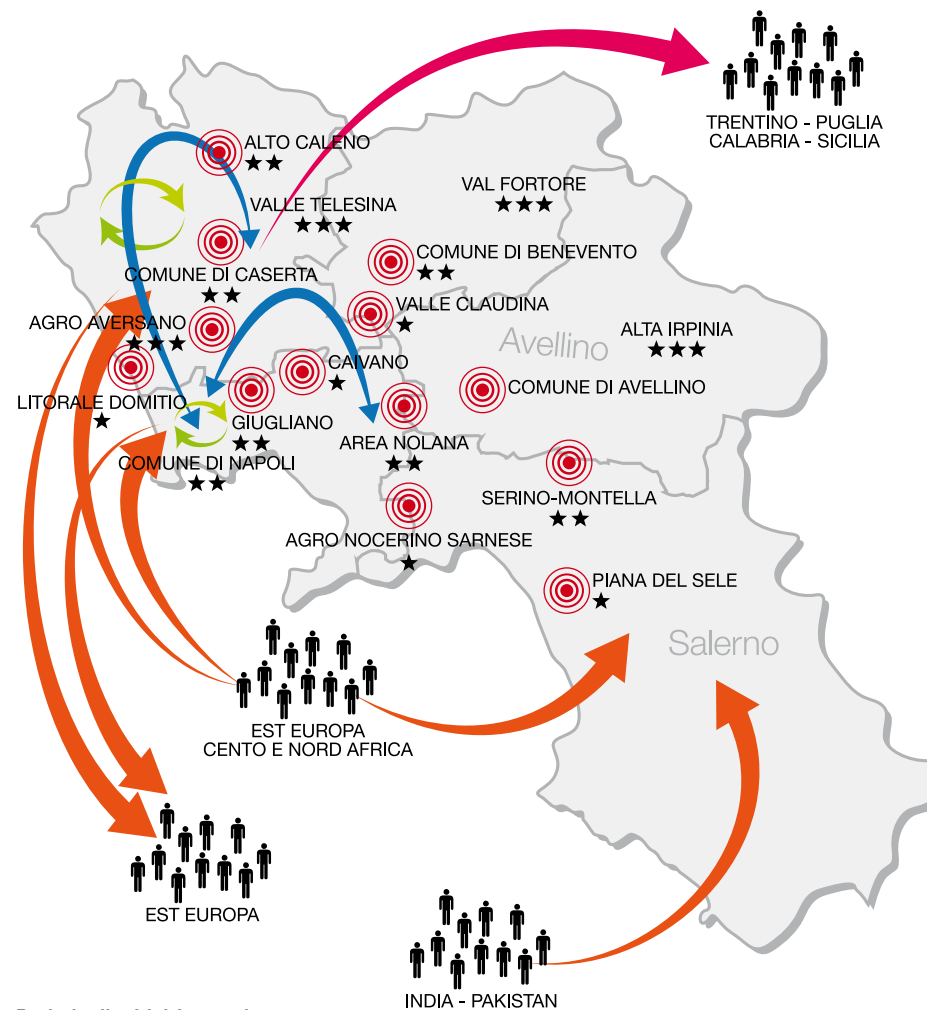 TRENTINO - PUGLIA
CALABRIA - SICILIA
ALTO CALENO
VAL FORTORE
VALLE TELESINA
COMUNE DI BENEVENTO
COMUNE DI CASERTA
VALLE CLAUDINA
AGRO AVERSANO
ALTA IRPINIA
Avellino
CAIVANO
COMUNE DI AVELLINO
LITORALE DOMITIO
GIUGLIANO
AREA NOLANA
COMUNE DI NAPOLI
SERINO-MONTELLA
AGRO NOCERINO SARNESE
PIANA DEL SELE
Salerno
EST EUROPA
CENTO E NORD AFRICA
EST EUROPA
INDIA - PAKISTAN